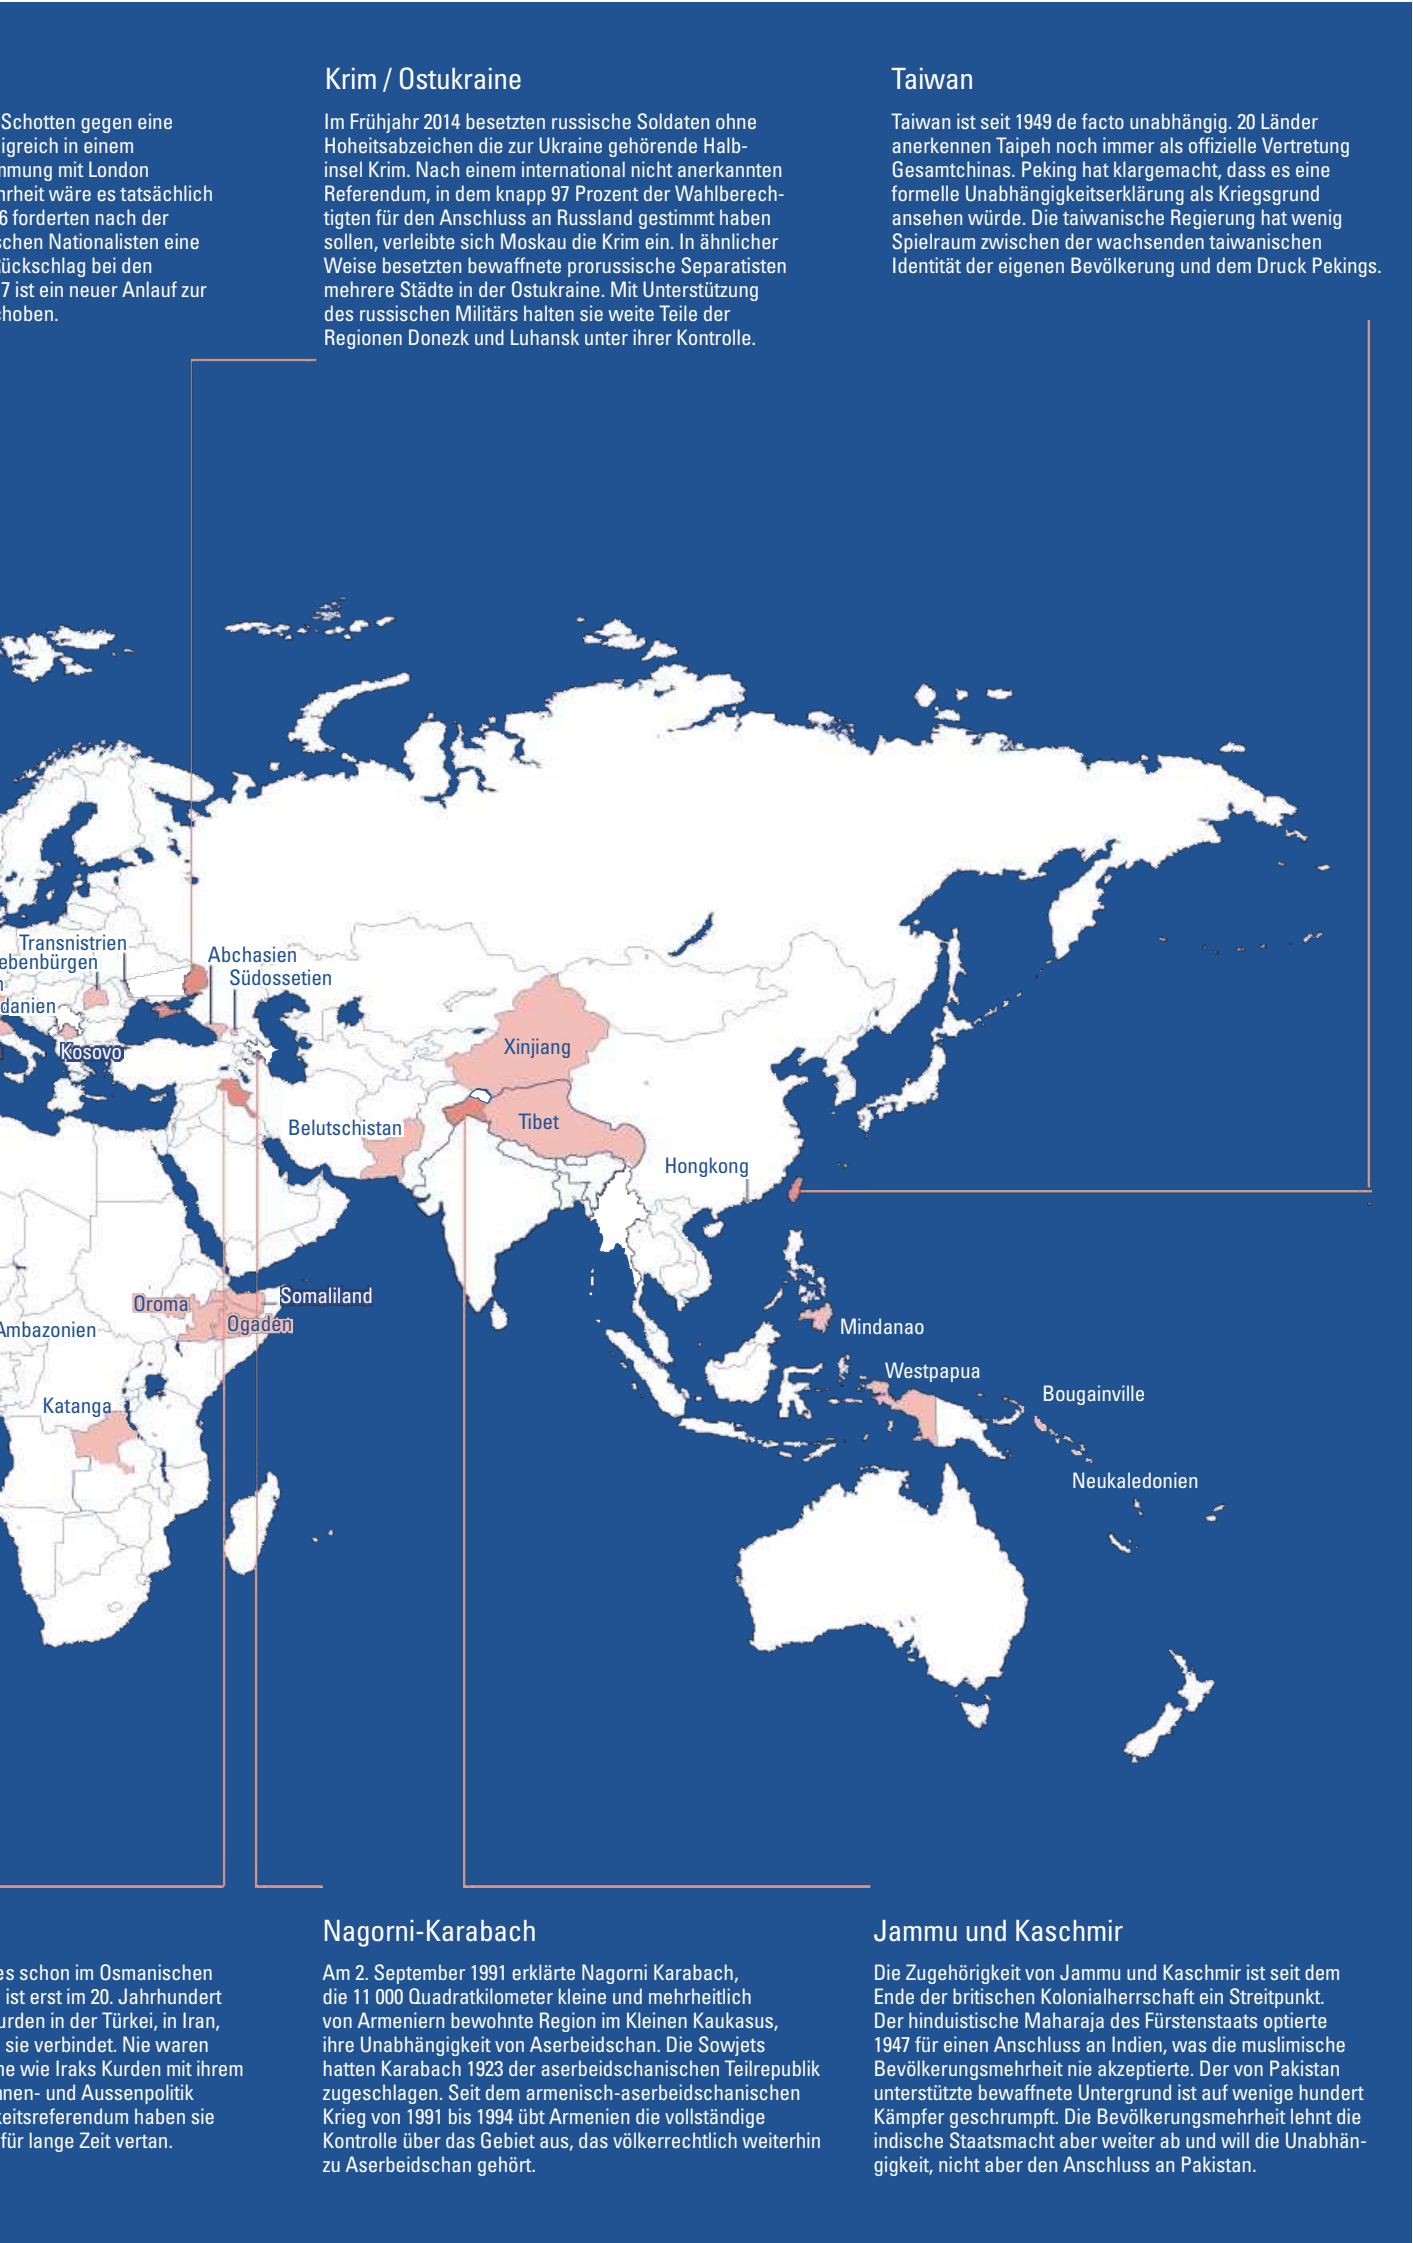 Schotten gegen eine
igreich in einem
mmung mit London
hrheit wäre es tatsächlich
6 forderten nach der
schen Nationalisten eine
ückschlag bei den
7 ist ein neuer Anlauf zur
hoben.
Krim / Ostukraine
Im Frühjahr 2014 besetzten russische Soldaten ohne
Hoheitsabzeichen die zur Ukraine gehörende Halb-
insel Krim. Nach einem international nicht anerkannten
Referendum, in dem knapp 97 Prozent der Wahlberech-
tigten für den Anschluss an Russland gestimmt haben
sollen, verleibte sich Moskau die Krim ein. In ähnlicher
Weise besetzten bewaffnete prorussische Separatisten
mehrere Städte in der Ostukraine. Mit Unterstützung
des russischen Militärs halten sie weite Teile der
Regionen Donezk und Luhansk unter ihrer Kontrolle.
Taiwan
Taiwan ist seit 1949 de facto unabhängig. 20 Länder
anerkennen Taipeh noch immer als offizielle Vertretung
Gesamtchinas. Peking hat klargemacht, dass es eine
formelle Unabhängigkeitserklärung als Kriegsgrund
ansehen würde. Die taiwanische Regierung hat wenig
Spielraum zwischen der wachsenden taiwanischen
Identität der eigenen Bevölkerung und dem Druck Pekings.
Transnistrien
ebenbürgen
n
danien
Kosovo
Abchasien
Südossetien
Xinjiang
Tibet
Belutschistan
Hongkong
Oroma
Somaliland
Ogaden
Ambazonien
Katanga
Mindanao
Westpapua
Bougainville
Neukaledonien
es schon im Osmanischen
ist erst im 20. Jahrhundert
urden in der Türkei, in Iran,
sie verbindet. Nie waren
he wie Iraks Kurden mit ihrem
nnen- und Aussenpolitik
keitsreferendum haben sie
für lange Zeit vertan.
Nagorni-Karabach
Am 2. September 1991 erklärte Nagorni Karabach,
die 11 000 Quadratkilometer kleine und mehrheitlich
von Armeniern bewohnte Region im Kleinen Kaukasus,
ihre Unabhängigkeit von Aserbeidschan. Die Sowjets
hatten Karabach 1923 der aserbeidschanischen Teilrepublik
zugeschlagen. Seit dem armenisch-aserbeidschanischen
Krieg von 1991 bis 1994 übt Armenien die vollständige
Kontrolle über das Gebiet aus, das völkerrechtlich weiterhin
zu Aserbeidschan gehört.
Jammu und Kaschmir
Die Zugehörigkeit von Jammu und Kaschmir ist seit dem
Ende der britischen Kolonialherrschaft ein Streitpunkt.
Der hinduistische Maharaja des Fürstenstaats optierte
1947 für einen Anschluss an Indien, was die muslimische
Bevölkerungsmehrheit nie akzeptierte. Der von Pakistan
unterstützte bewaffnete Untergrund ist auf wenige hundert
Kämpfer geschrumpft. Die Bevölkerungsmehrheit lehnt die
indische Staatsmacht aber weiter ab und will die Unabhän-
gigkeit, nicht aber den Anschluss an Pakistan.